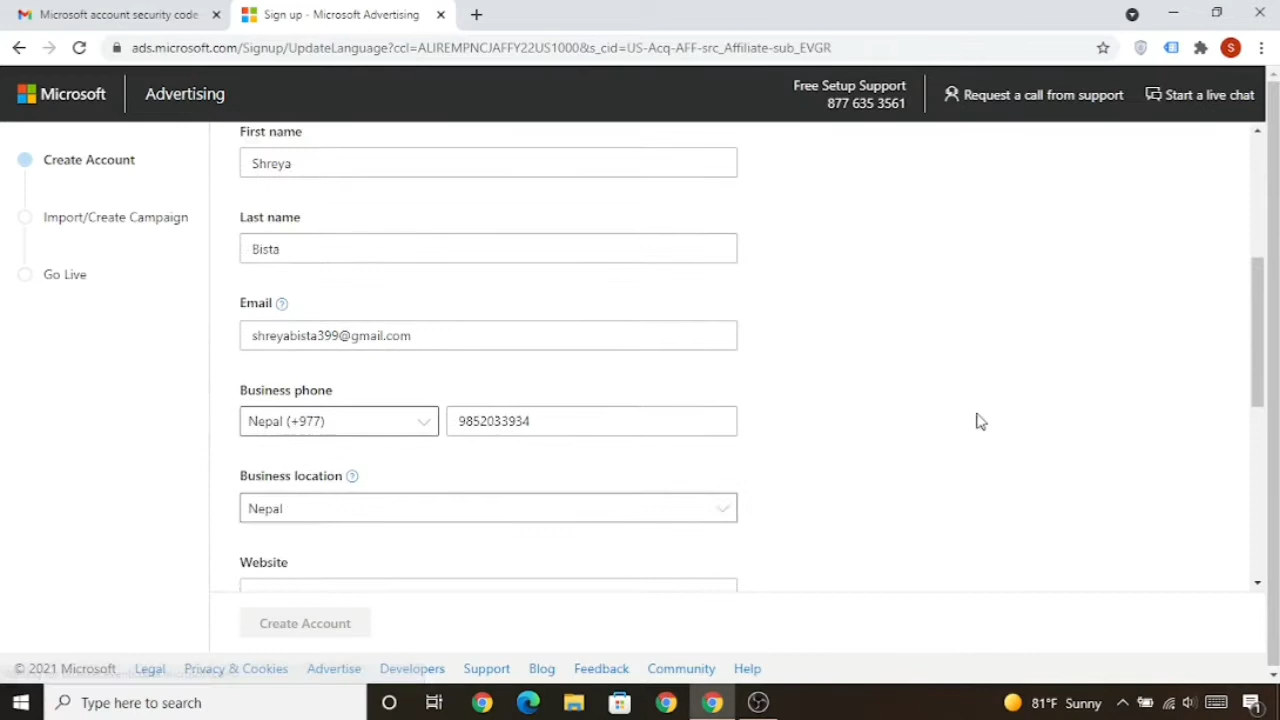 Microsoft account security code
Sign up - Microsoft Advertising
ads.microsoft.com/Signup/UpdateLanguage?ccl=ALIREMPNCJAFFY22US1000&s_cid=US-Acq-AFF-src_Affiliate-sub_EVGR
S
Microsoft
Advertising
Free Setup Support
877 635 3561
Request a call from support
Start a live chat
Create Account
Import/Create Campaign
Go Live
First name
Shreya
Last name
Bista
Email
shreyabista399@gmail.com
Business phone
Nepal (+977)
9852033934
Business location
Nepal
Website
Create Account
© 2021 Microsoft Legal Privacy & Cookies Advertise Developers Support Blog Feedback Community Help
Type here to search
81°F Sunny
1